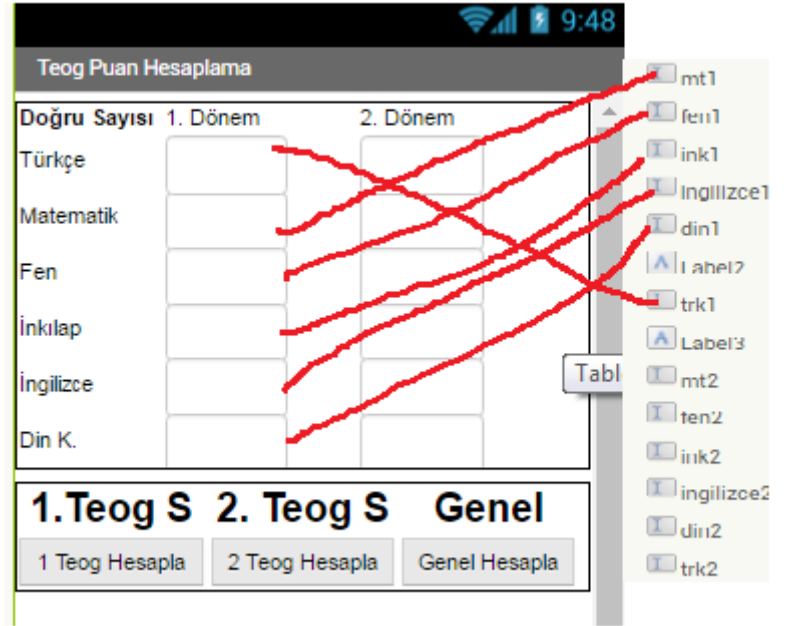 9:48
Teog Puan Hesaplama
Doğru Sayısı 1. Dönem 2. Dönem
Türkçe
Matematik
Fen
İnkılap
İngilizce
Din K.
Tabl
1.Teog S 2. Teog S Genel
1 Teog Hesapla 2 Teog Hesapla Genel Hesapla
mt1
fen1
ink1
ingilizce1
din1
Label2
trk1
Label3
mt2
fen2
ink2
ingilizce2
din2
trk2